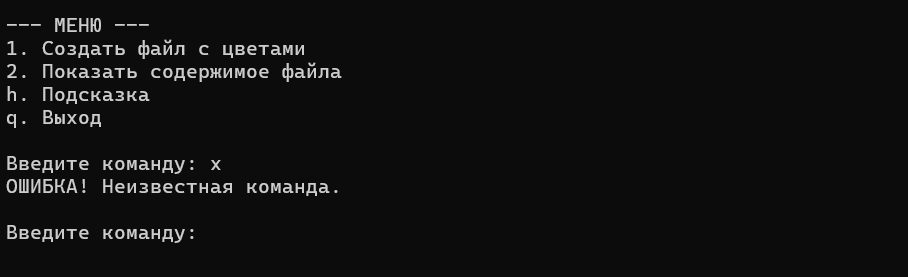 --- МЕНЮ ---
1. Создать файл с цветами
2. Показать содержимое файла
h. Подсказка
q. Выход
Введите команду: x
ОШИБКА! Неизвестная команда.
Введите команду: